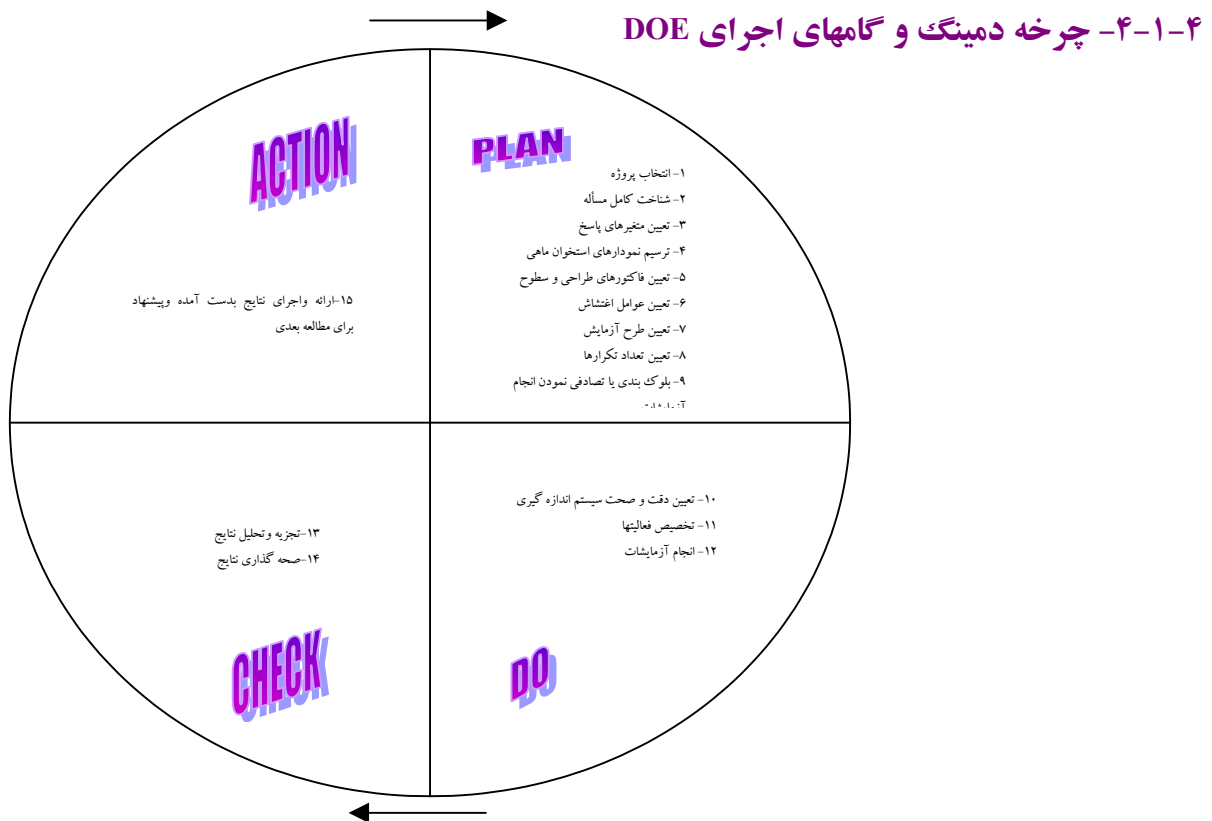 ۴-۱-۴- چرخه دمینگ و گامهای اجرای DOE
PLAN
۱- انتخاب پروژه
۲- شناخت کامل مسأله
۳- تعیین متغیرهای پاسخ
۴- ترسیم نمودارهای استخوان ماهی
۵- تعیین فاکتورهای طراحی و سطوح
۶- تعیین عوامل اغتشاش
۷- تعیین طرح آزمایش
۸- تعیین تعداد تکرارها
۹- بلوک بندی یا تصادفی نمودن انجام
۱۰- تعیین دقت و صحت سیستم اندازه گیری
۱۱- تخصیص فعالیتها
۱۲- انجام آزمایشات
DO
۱۳-تجزیه و تحلیل نتایج
۱۴-صحه گذاری نتایج
CHECK
ACTION
۱۵-ارائه واجرای نتایج بدست آمده وپیشنهاد
برای مطالعه بعدی